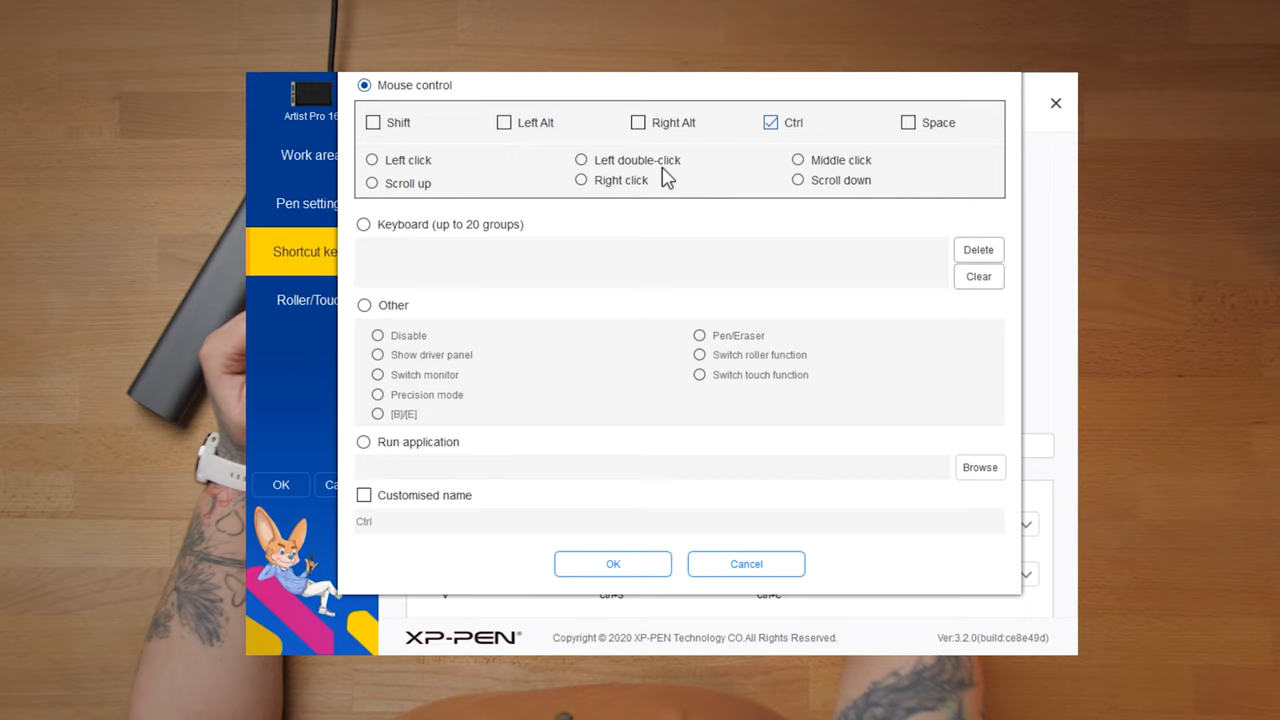 Mouse control
Artist Pro 16
Shift Left Alt Right Alt Ctrl Space
Work area
Left click Left double-click Middle click
Scroll up Right click Scroll down
Pen setting
Keyboard (up to 20 groups)
Shortcut ke
Delete
Clear
Roller/Touc
Other
Disable Pen/Eraser
Show driver panel Switch roller function
Switch monitor Switch touch function
Precision mode
[B]/[E]
Run application
Browse
OK Ca
Customised name
Ctrl
OK Cancel
ctrl+S ctrl+C
XP-PEN® Copyright © 2020 XP-PEN Technology CO.All Rights Reserved. Ver:3.2.0(build:ce8e49d)